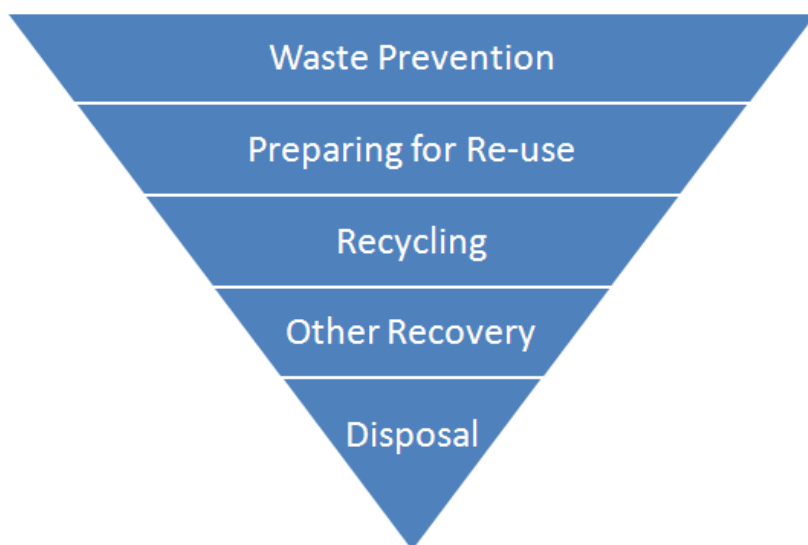 Waste Prevention
Preparing for Re-use
Recycling
Other Recovery
Disposal